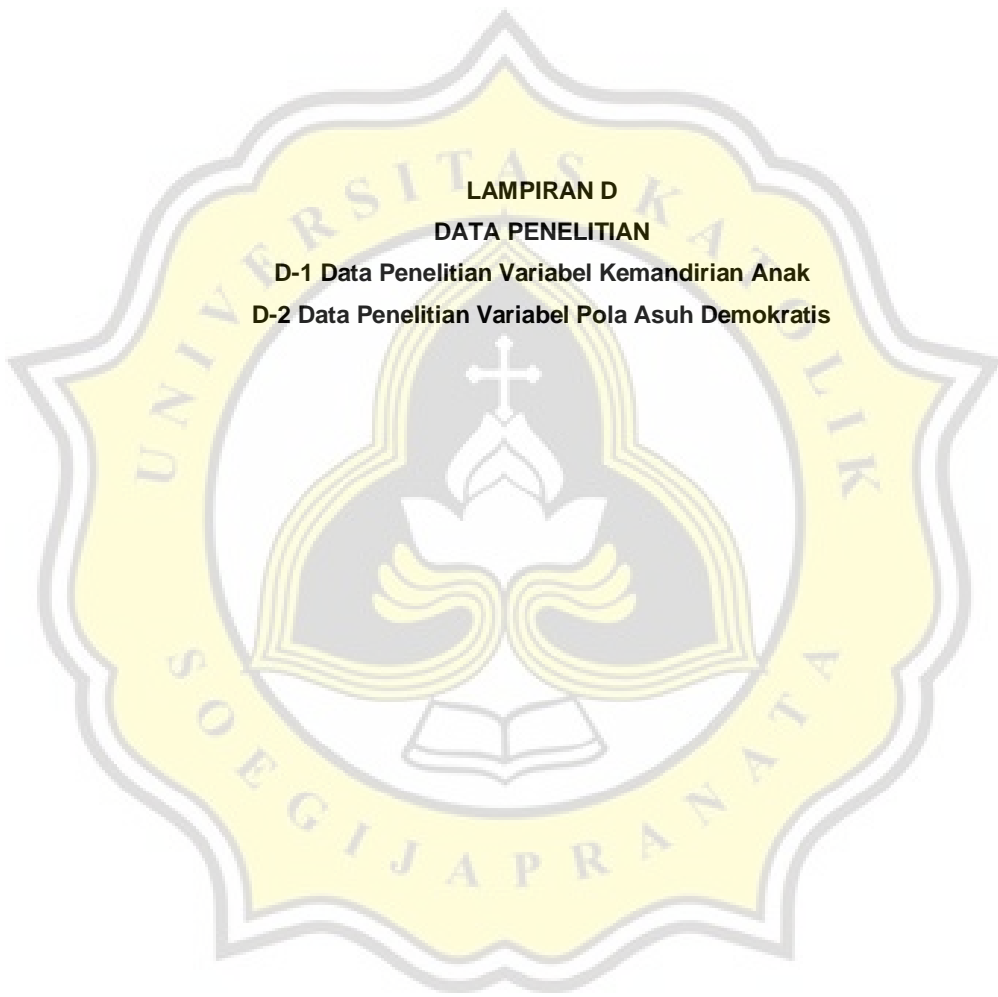 LAMPIRAN D
DATA PENELITIAN
D-1 Data Penelitian Variabel Kemandirian Anak
D-2 Data Penelitian Variabel Pola Asuh Demokratis
UNIVERSITAS KATOLIK
SOEGIJAPRANATA